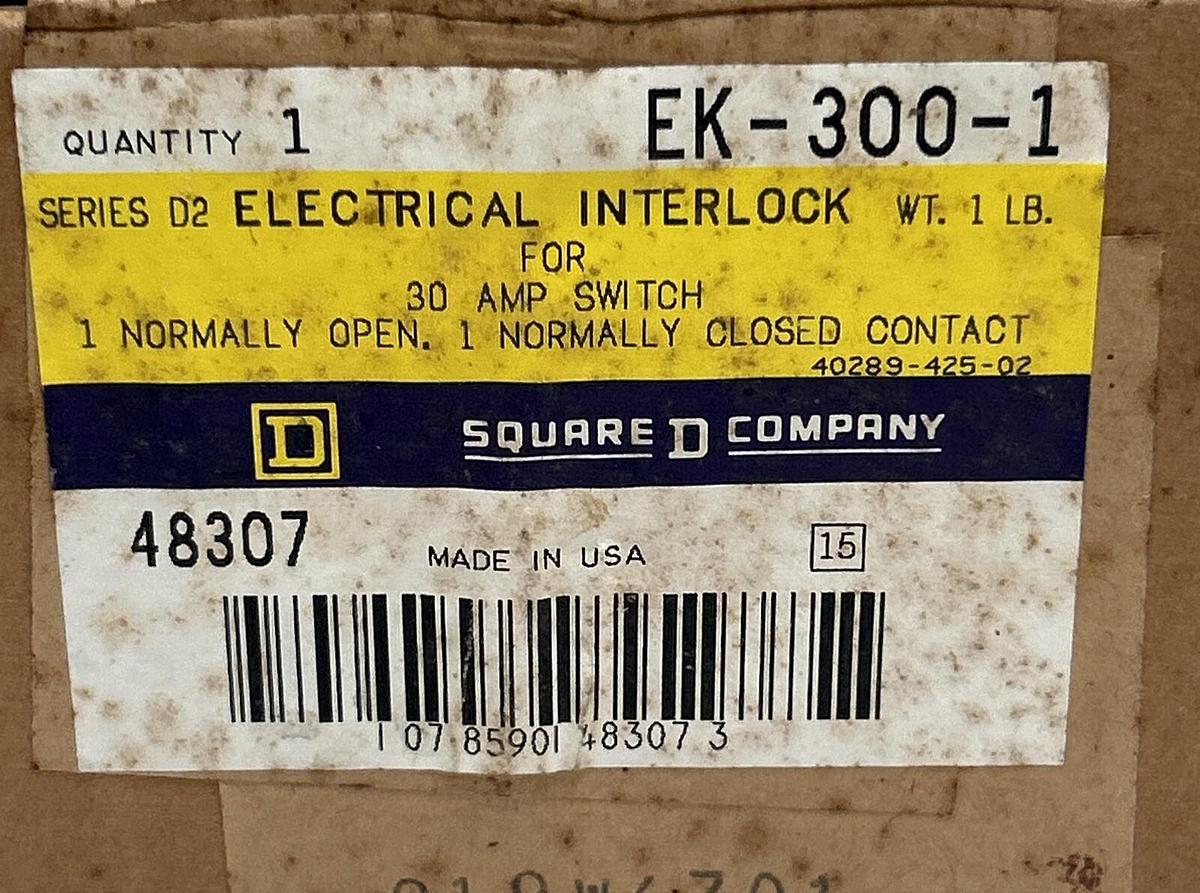 QUANTITY 1 EK-300-1
SERIES D2 ELECTRICAL INTERLOCK WT. 1 LB.
FOR
30 AMP SWITCH
1 NORMALLY OPEN. 1 NORMALLY CLOSED CONTACT
40289-425-02
D SQUARE D COMPANY
48307 MADE IN USA 15
1 07 85901 48307 3